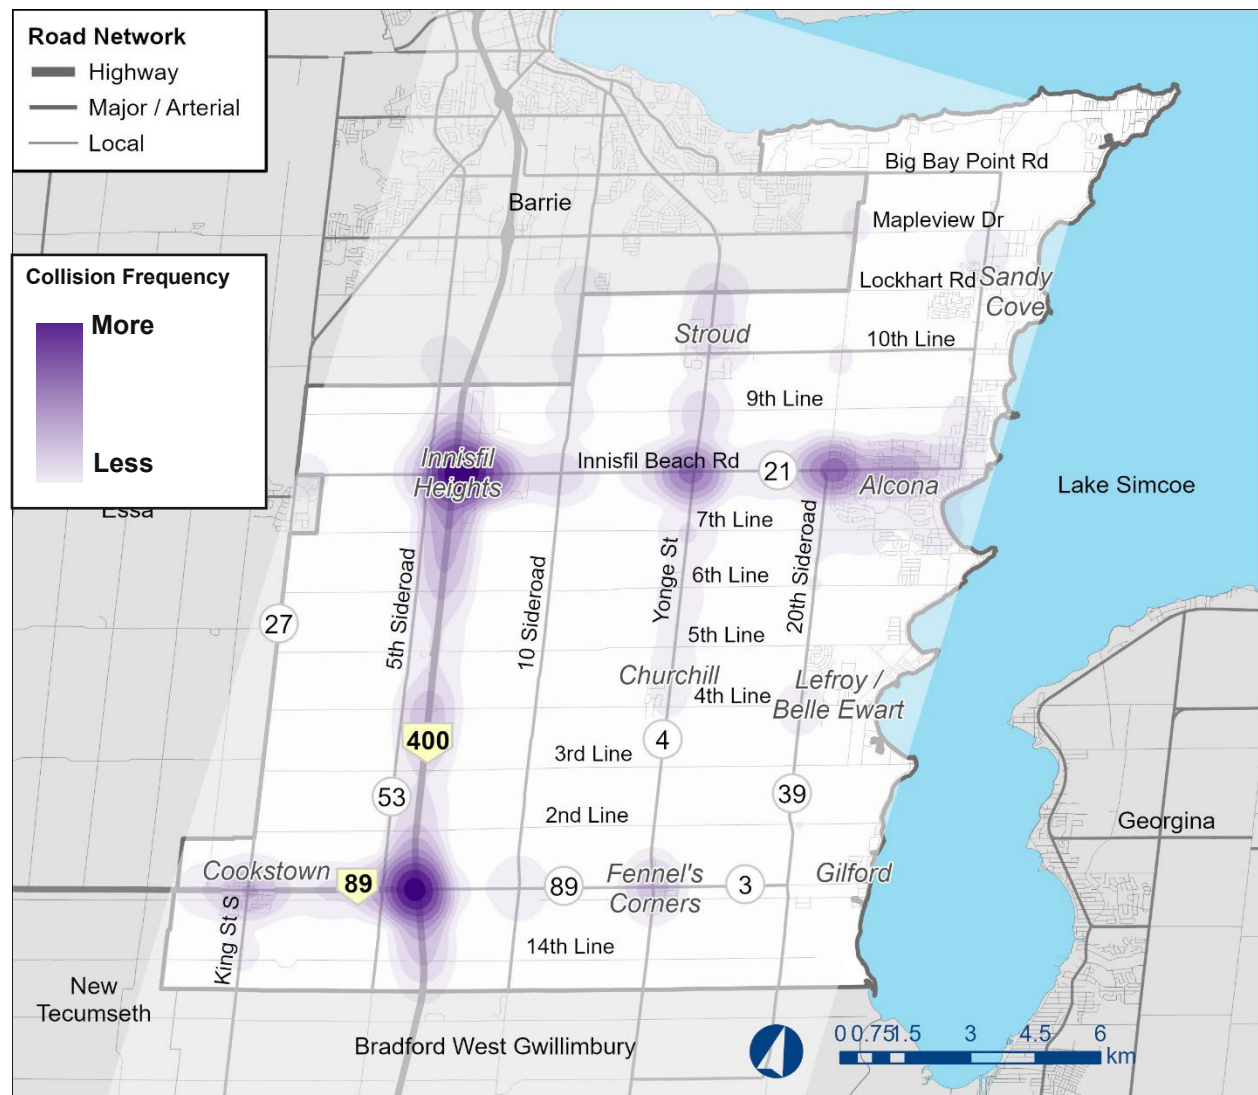 Road Network
Highway
Major / Arterial
Local
Big Bay Point Rd
Barrie
Mapleview Dr
Collision Frequency
More
Less
Lockhart Rd
Sandy
Cove
Stroud
10th Line
9th Line
Innisfil
Heights
Innisfil Beach Rd
21
Alcona
Lake Simcoe
Essa
7th Line
6th Line
5th Line
4th Line
27
5th Sideroad
10 Sideroad
Yonge St
20th Sideroad
Churchill
Lefroy /
Belle Ewart
400
3rd Line
4
53
39
2nd Line
Georgina
Cookstown
89
89
Fennel's
Corners
3
Gilford
King St S
14th Line
New
Tecumseth
Bradford West Gwillimbury
0 0.75 1.5 3 4.5 6
km